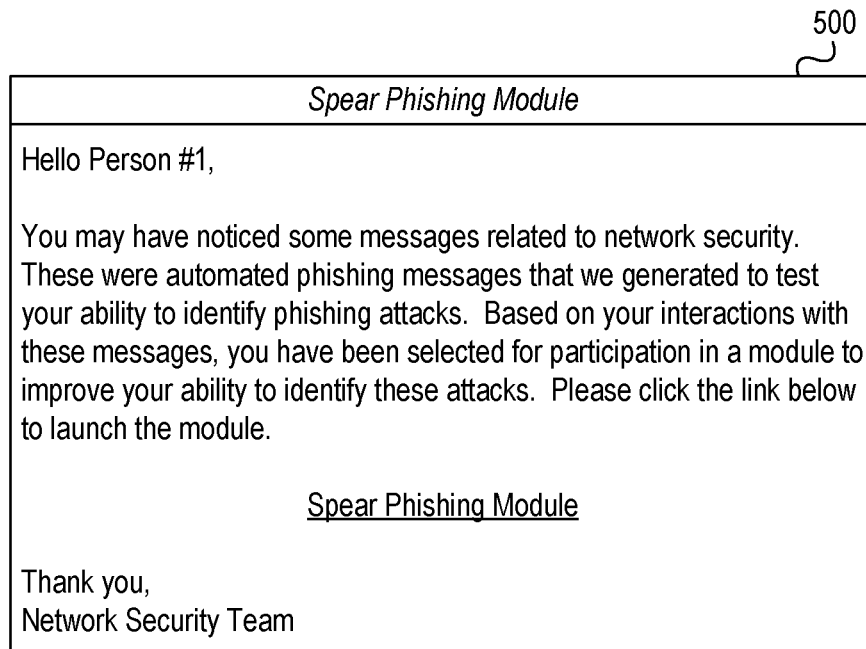 500
Spear Phishing Module
Hello Person #1,
You may have noticed some messages related to network security.
These were automated phishing messages that we generated to test
your ability to identify phishing attacks.  Based on your interactions with
these messages, you have been selected for participation in a module to
improve your ability to identify these attacks.  Please click the link below
to launch the module.
Spear Phishing Module
Thank you,
Network Security Team